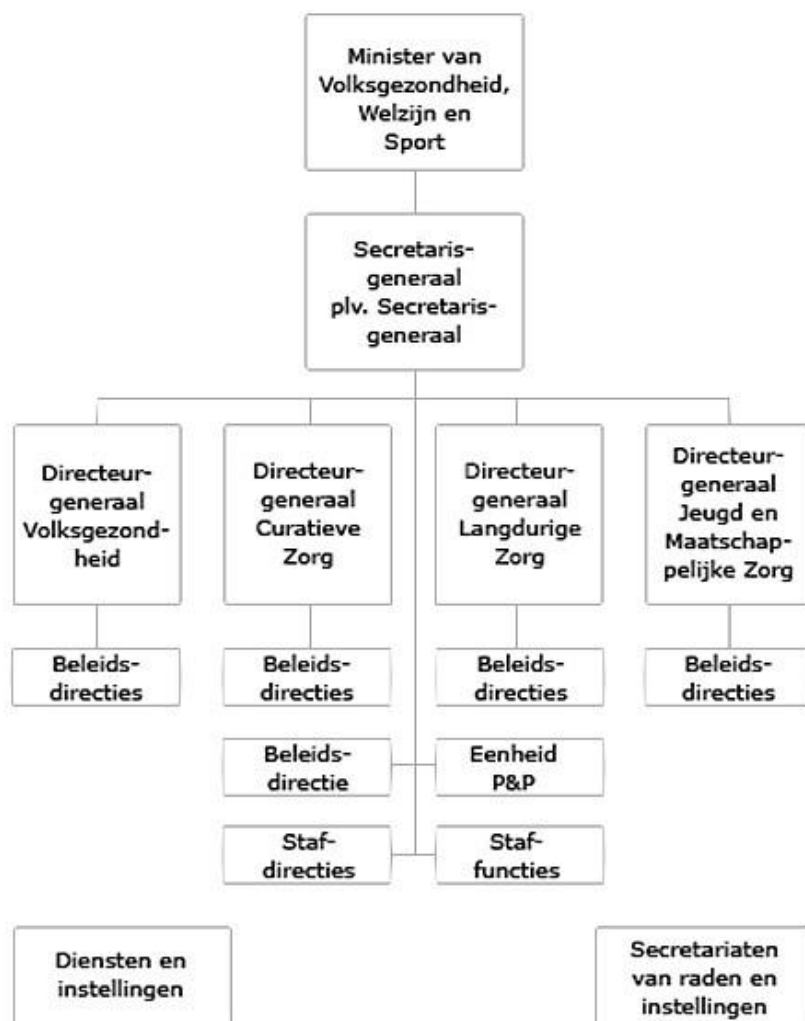 Minister van
Volksgezondheid,
Welzijn en
Sport
Secretaris-
generaal
plv. Secretaris-
generaal
Directeur-
generaal
Volksgezond-
heid
Directeur-
generaal
Curatieve
Zorg
Directeur-
generaal
Langdurige
Zorg
Directeur-
generaal
Jeugd en
Maatschap-
pelijke Zorg
Beleids-
directies
Beleids-
directies
Beleids-
directies
Beleids-
directies
Beleids-
directie
Eenheid
P&P
Staf-
directies
Staf-
functies
Diensten en
instellingen
Secretariaten
van raden en
instellingen